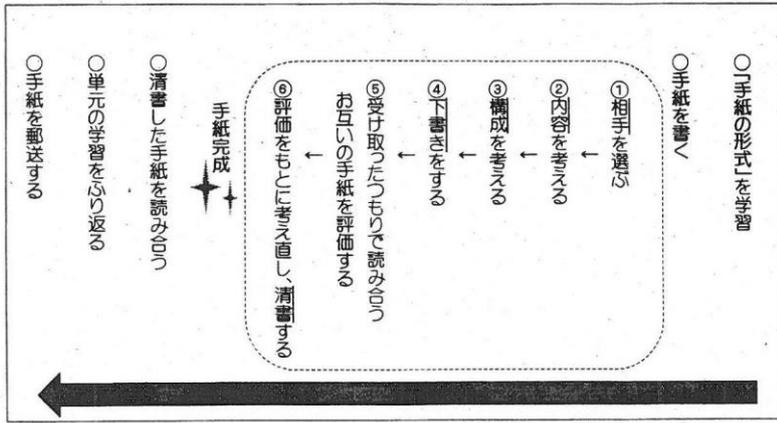 ○「手紙の形式」を学習
○手紙を書く
①相手を選ぶ
↓
②内容を考える
↓
③構成を考える
↓
④下書きをする
↓
⑤受け取ったつもりで読み合う
お互いの手紙を評価する
↓
⑥評価をもとに考え直し、清書する
手紙完成
○清書した手紙を読み合う
○単元の学習をふり返る
○手紙を郵送する